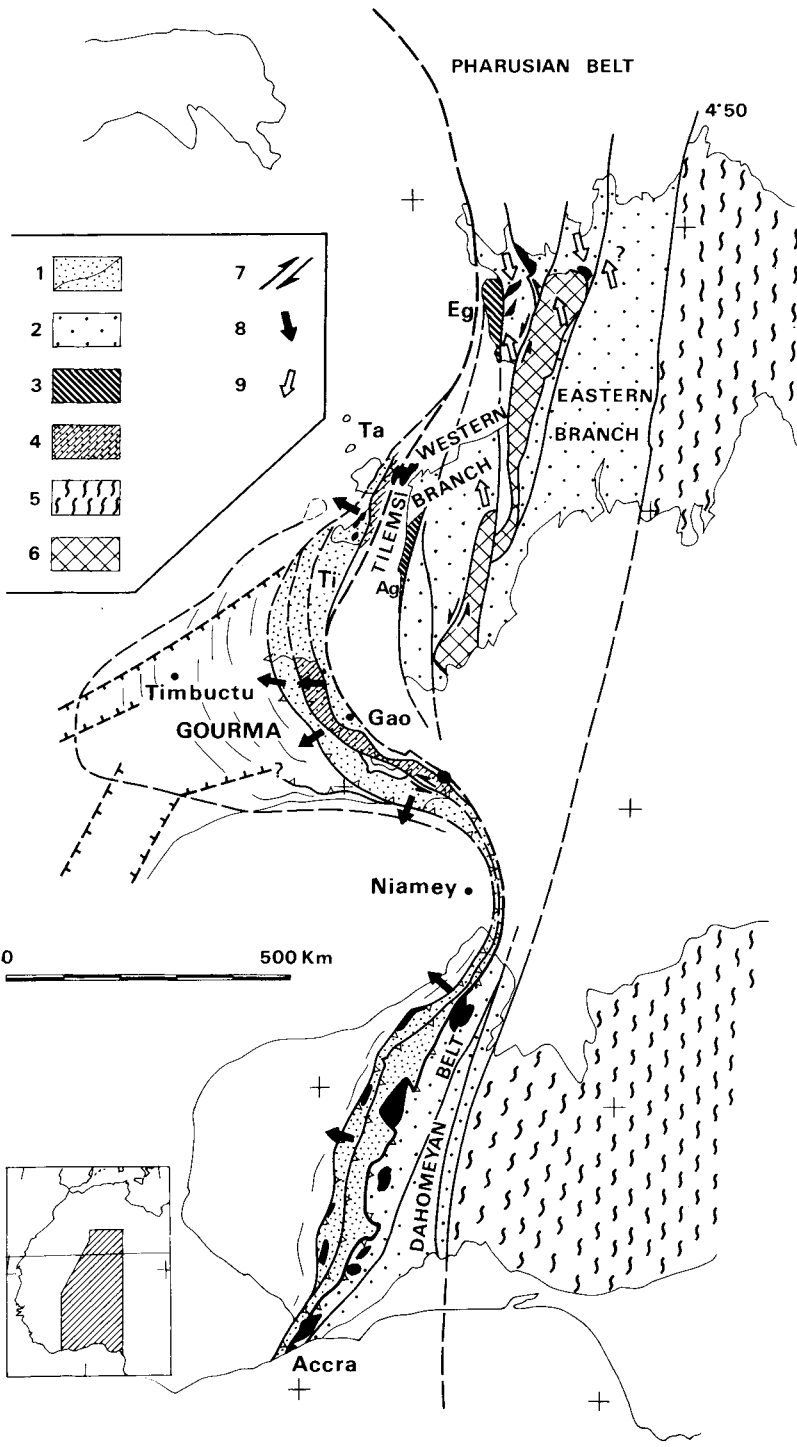 PHARUSIAN BELT
4°50
1
2
3
4
5
6
7
8
9
?
Eg
EASTERN
BRANCH
WESTERN
BRANCH
Ta
TILEMSI
Ti
Ag
Timbuctu
Gao
GOURMA
?
Niamey
0
500 Km
DAHOMEYAN BELT
Accra